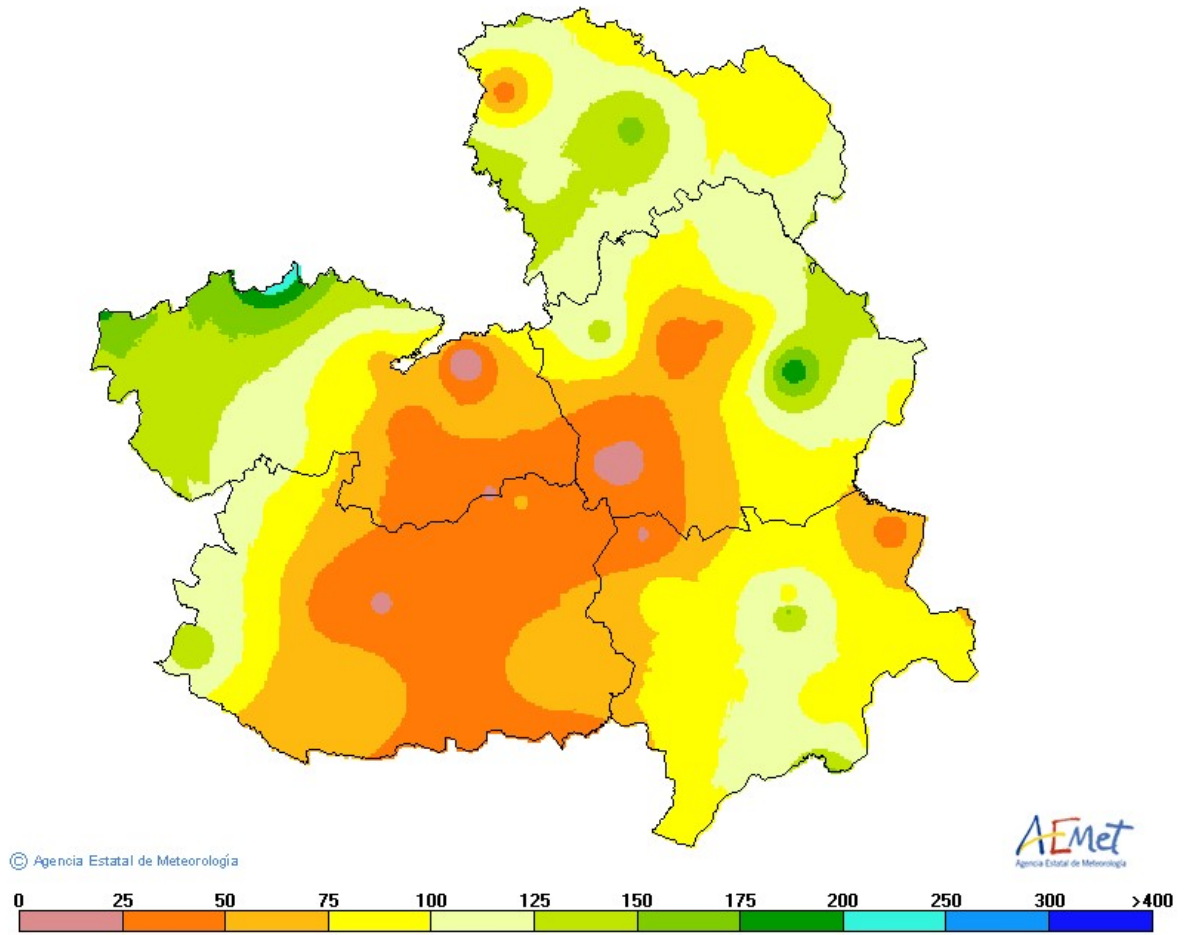 © Agencia Estatal de Meteorología
AEMet
Agencia Estatal de Meteorología
0 25 50 75 100 125 150 175 200 250 300 >400